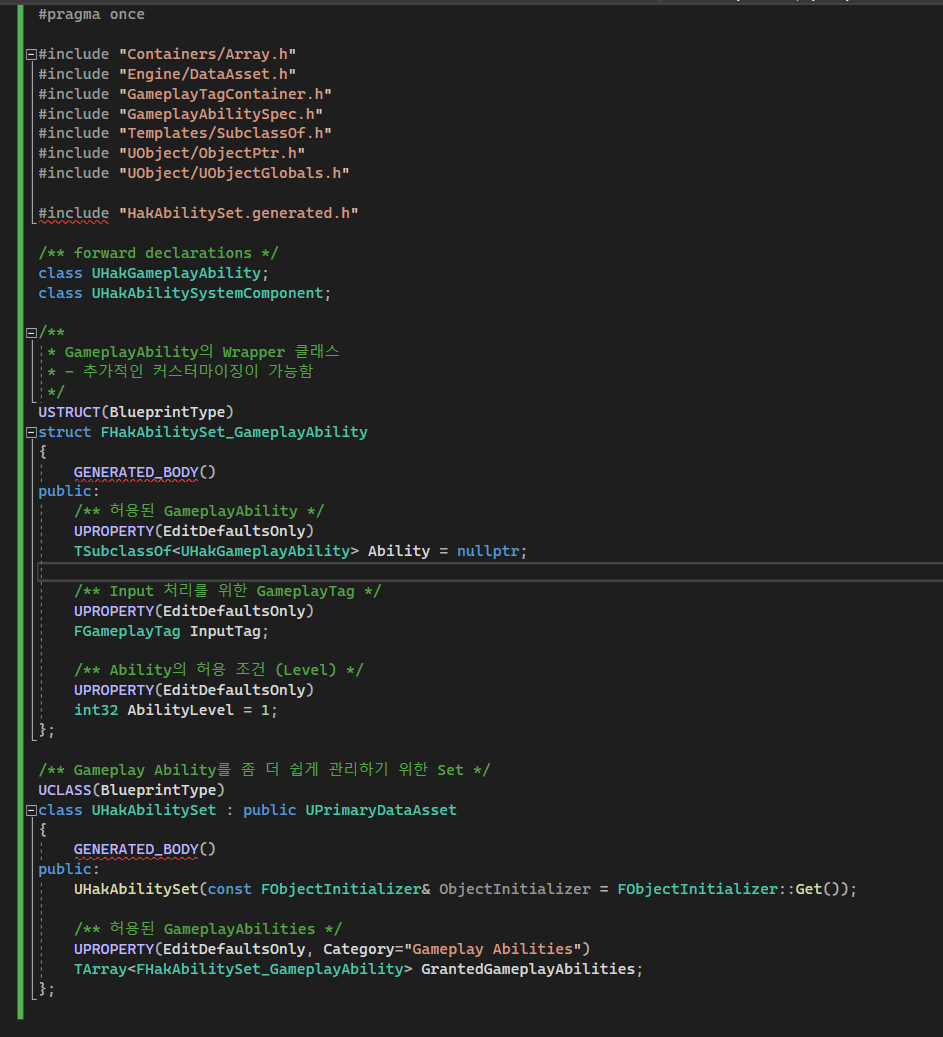 #pragma once
#include "Containers/Array.h"
#include "Engine/DataAsset.h"
#include "GameplayTagContainer.h"
#include "GameplayAbilitySpec.h"
#include "Templates/SubclassOf.h"
#include "UObject/ObjectPtr.h"
#include "UObject/UObjectGlobals.h"
#include "HakAbilitySet.generated.h"
/** forward declarations */
class UHakGameplayAbility;
class UHakAbilitySystemComponent;
/**
* GameplayAbility의 Wrapper 클래스
* - 추가적인 커스터마이징이 가능함
*/
USTRUCT(BlueprintType)
struct FHakAbilitySet_GameplayAbility
{
GENERATED_BODY()
public:
/** 허용된 GameplayAbility */
UPROPERTY(EditDefaultsOnly)
TSubclassOf<UHakGameplayAbility> Ability = nullptr;
/** Input 처리를 위한 GameplayTag */
UPROPERTY(EditDefaultsOnly)
FGameplayTag InputTag;
/** Ability의 허용 조건 (Level) */
UPROPERTY(EditDefaultsOnly)
int32 AbilityLevel = 1;
};
/** Gameplay Ability를 좀 더 쉽게 관리하기 위한 Set */
UCLASS(BlueprintType)
class UHakAbilitySet : public UPrimaryDataAsset
{
GENERATED_BODY()
public:
UHakAbilitySet(const FObjectInitializer& ObjectInitializer = FObjectInitializer::Get());
/** 허용된 GameplayAbilities */
UPROPERTY(EditDefaultsOnly, Category="Gameplay Abilities")
TArray<FHakAbilitySet_GameplayAbility> GrantedGameplayAbilities;
};